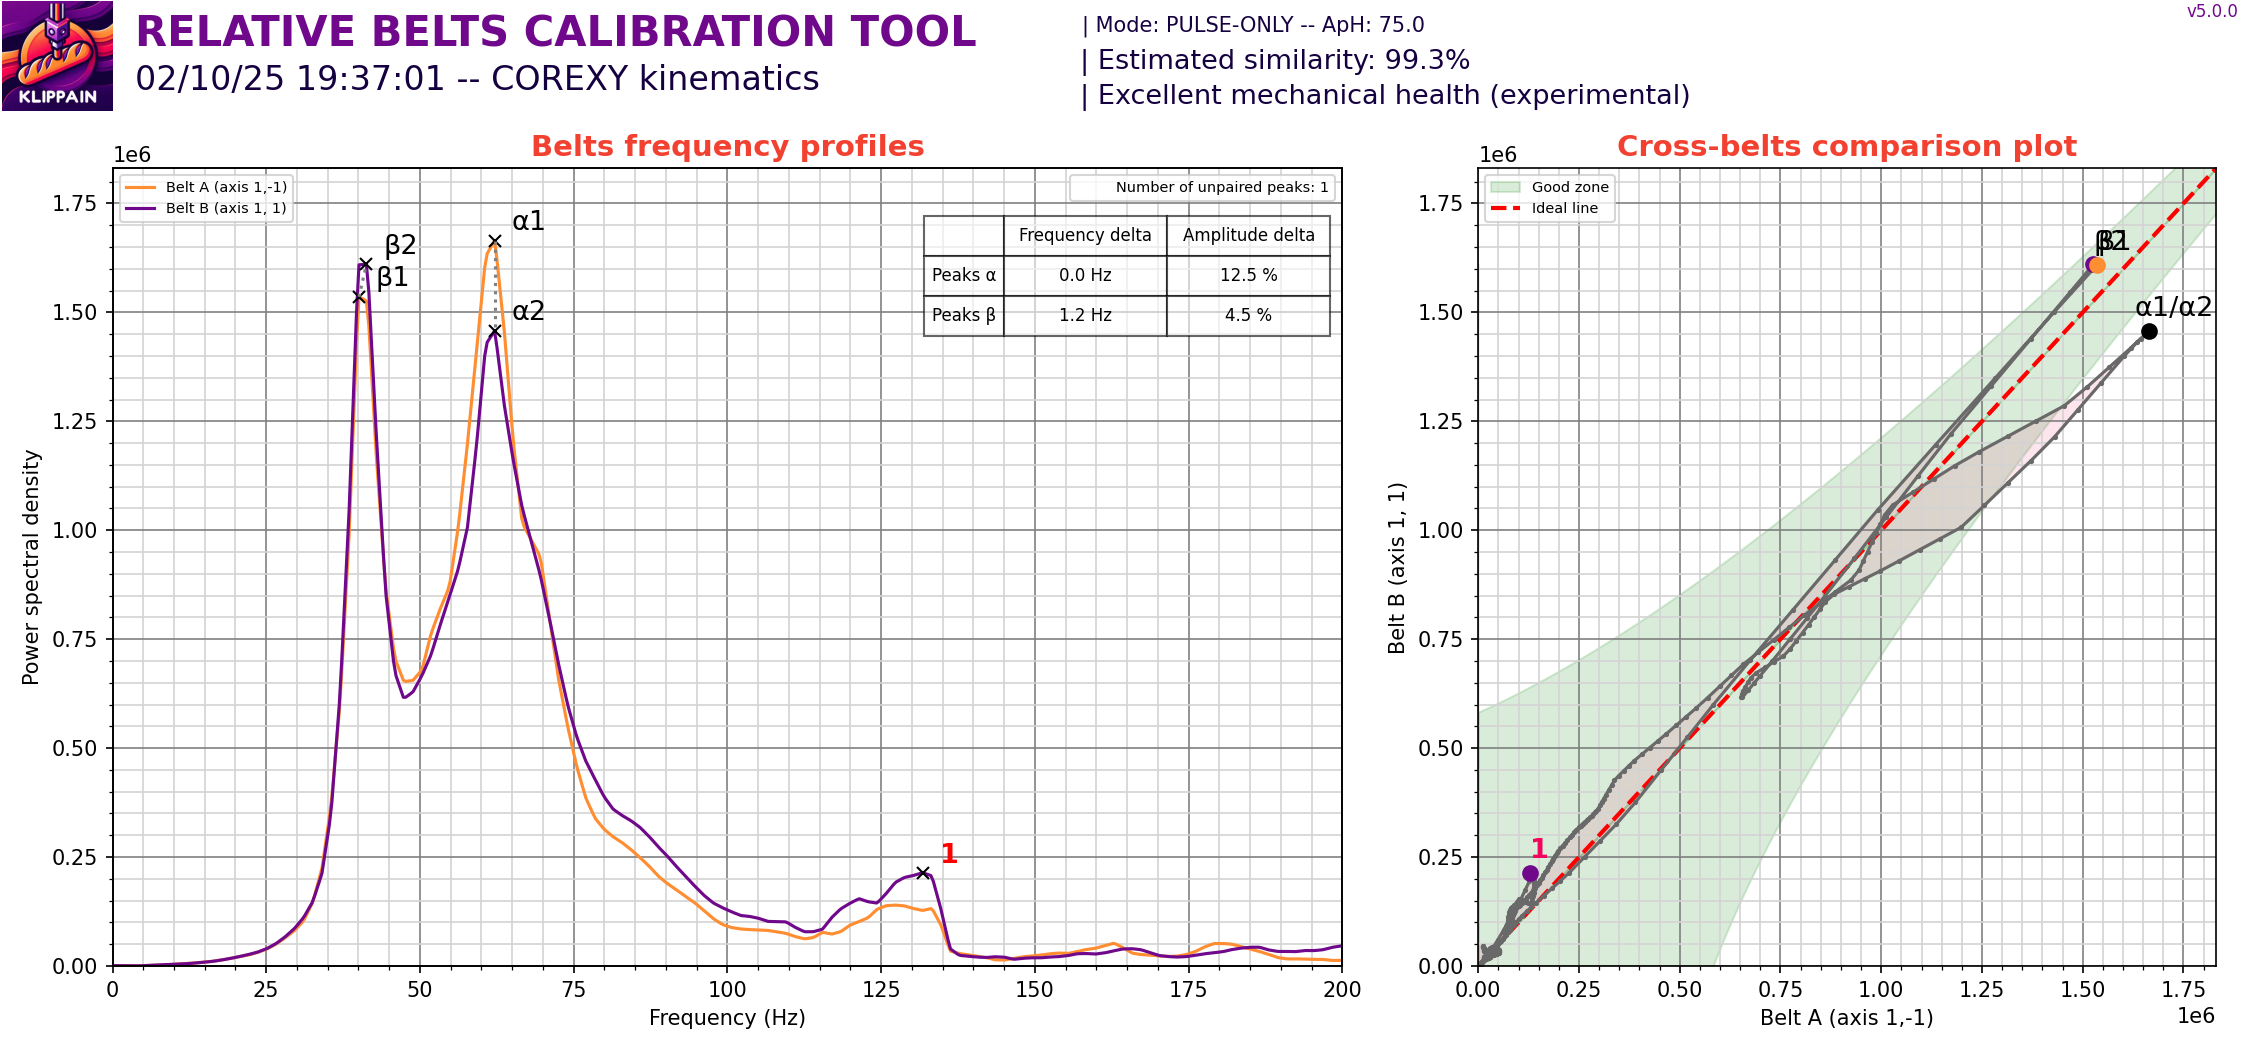 KLIPPAIN
RELATIVE BELTS CALIBRATION TOOL
02/10/25 19:37:01 -- COREXY kinematics
| Mode: PULSE-ONLY -- ApH: 75.0
| Estimated similarity: 99.3%
| Excellent mechanical health (experimental)
v5.0.0
Belts frequency profiles
1e6
Belt A (axis 1,-1)
Belt B (axis 1, 1)
Number of unpaired peaks: 1
Frequency delta Amplitude delta
Peaks α 0.0 Hz 12.5 %
Peaks β 1.2 Hz 4.5 %
α1
β2
β1
α2
1
Power spectral density
1.75
1.50
1.25
1.00
0.75
0.50
0.25
0.00
0 25 50 75 100 125 150 175 200
Frequency (Hz)
Cross-belts comparison plot
1e6
Good zone
Ideal line
β2
β1
α1/α2
1
Belt B (axis 1, 1)
1.75
1.50
1.25
1.00
0.75
0.50
0.25
0.00
0.00 0.25 0.50 0.75 1.00 1.25 1.50 1.75
Belt A (axis 1,-1)
1e6